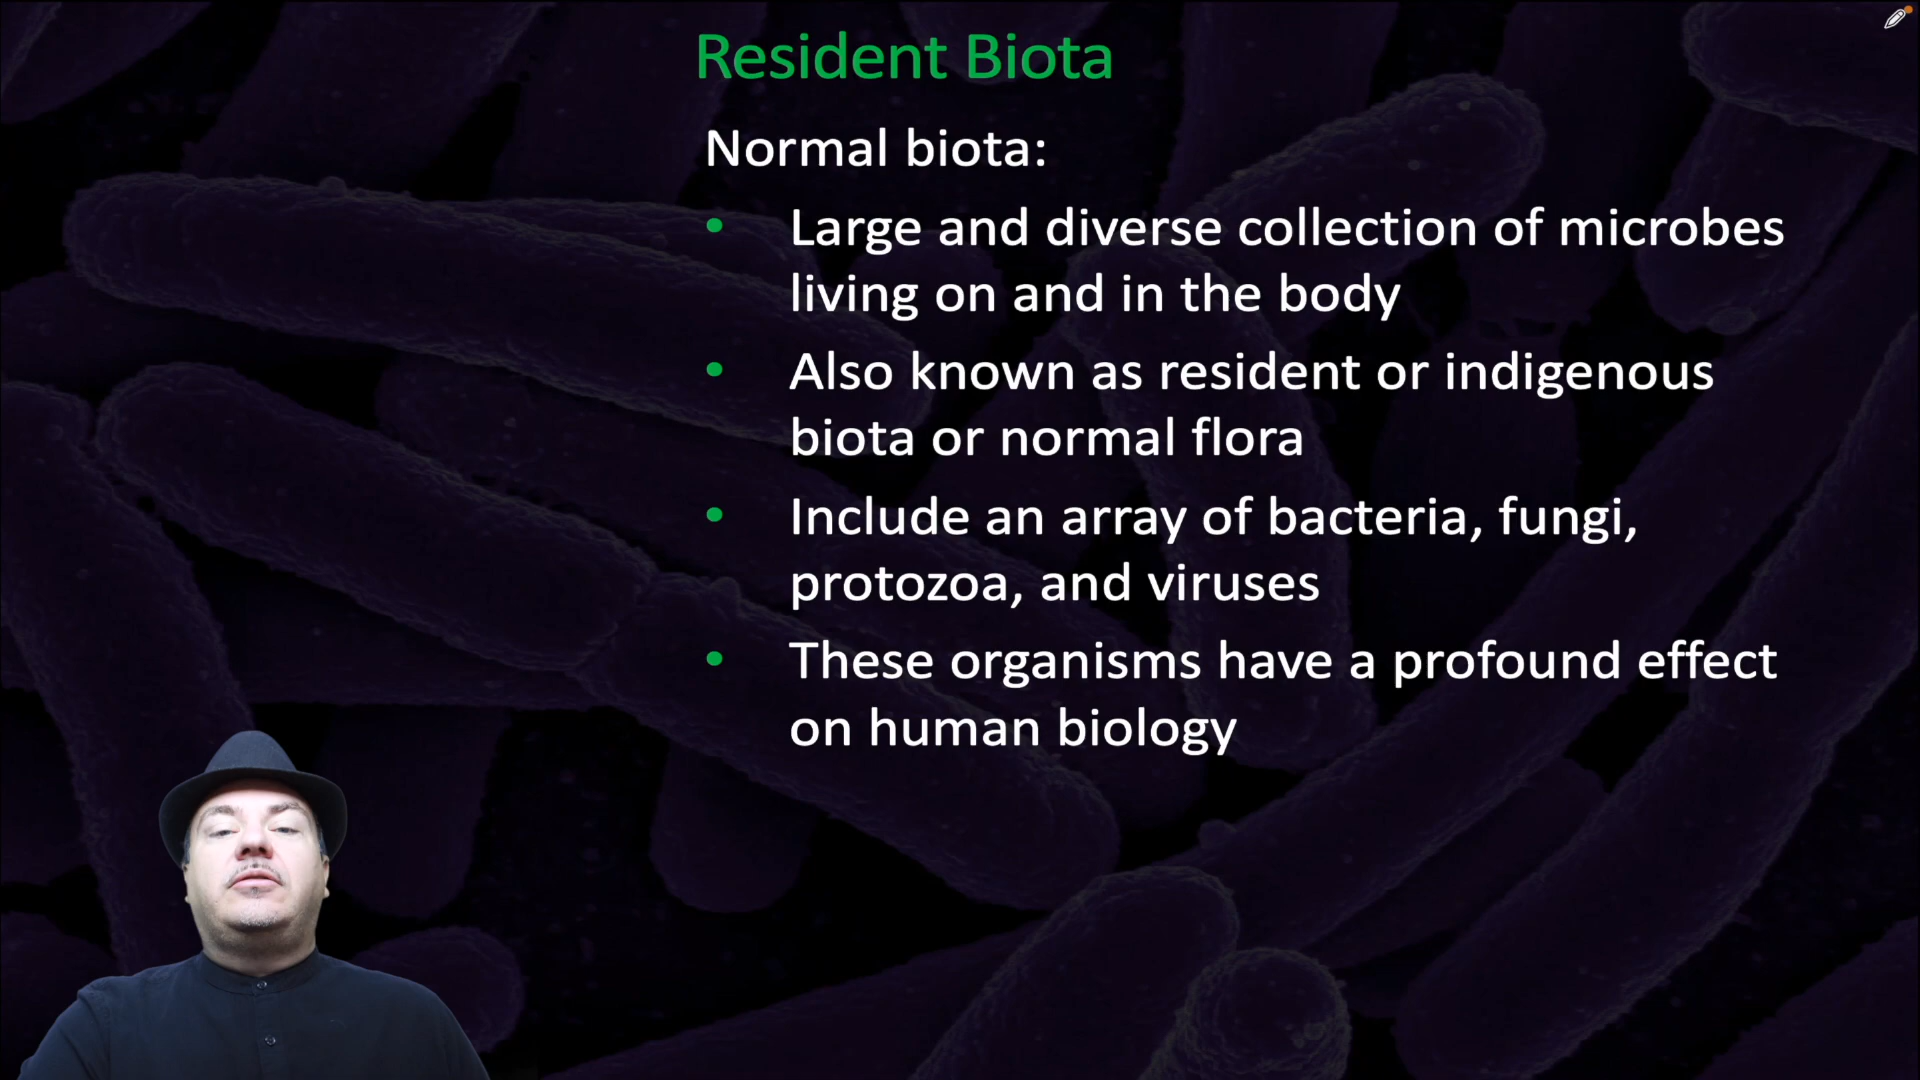 Resident Biota
Normal biota:
• Large and diverse collection of microbes
living on and in the body
• Also known as resident or indigenous
biota or normal flora
• Include an array of bacteria, fungi,
protozoa, and viruses
• These organisms have a profound effect
on human biology